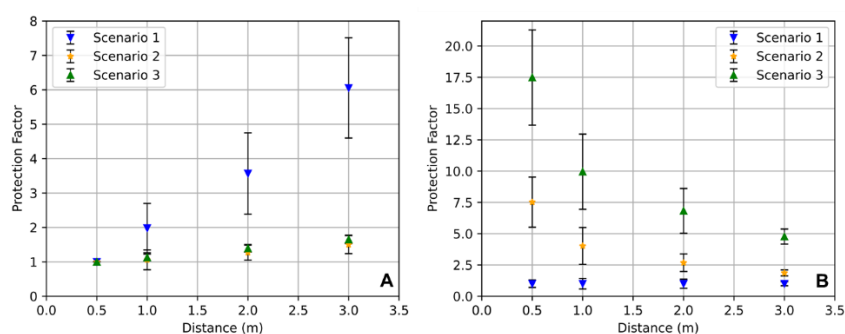 8
7
6
5
4
3
2
1
0
Protection Factor
Scenario 1
Scenario 2
Scenario 3
A
0.0 0.5 1.0 1.5 2.0 2.5 3.0 3.5
Distance (m)
20.0
17.5
15.0
12.5
10.0
7.5
5.0
2.5
0.0
Protection Factor
Scenario 1
Scenario 2
Scenario 3
B
0.0 0.5 1.0 1.5 2.0 2.5 3.0 3.5
Distance (m)